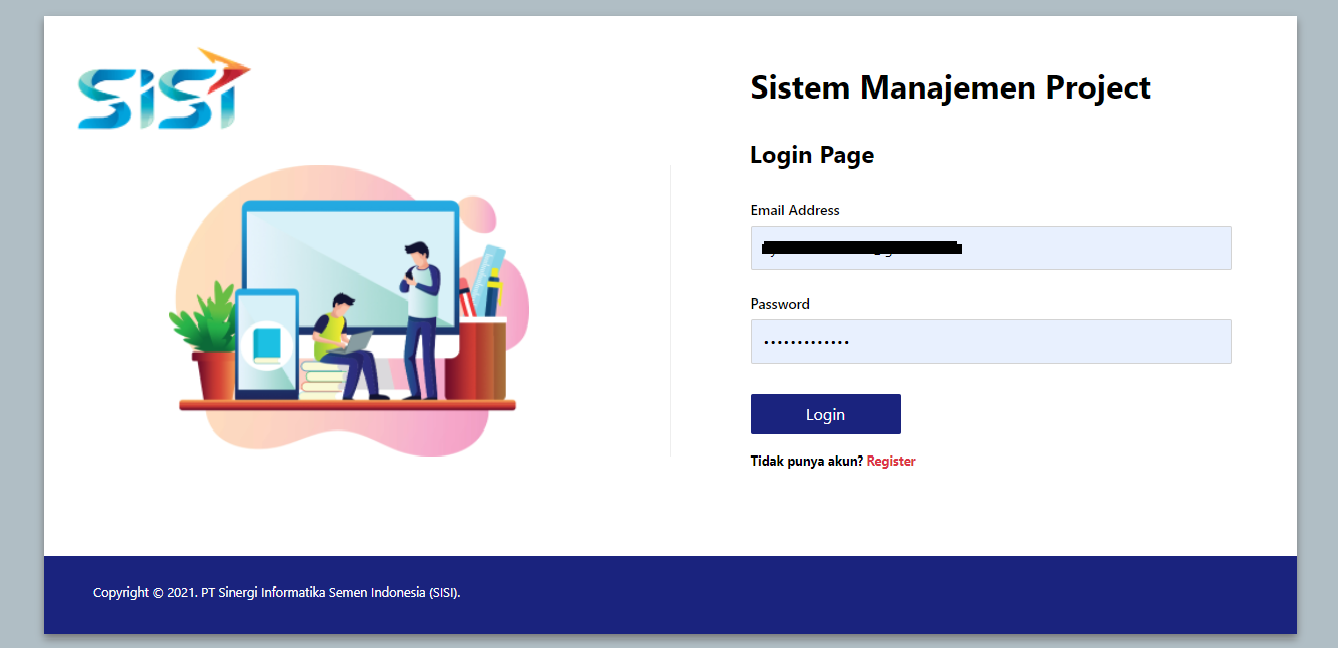 SiSi
Sistem Manajemen Project
Login Page
Email Address
Password
•••••••••••••
Login
Tidak punya akun? Register
Copyright © 2021. PT Sinergi Informatika Semen Indonesia (SISI).